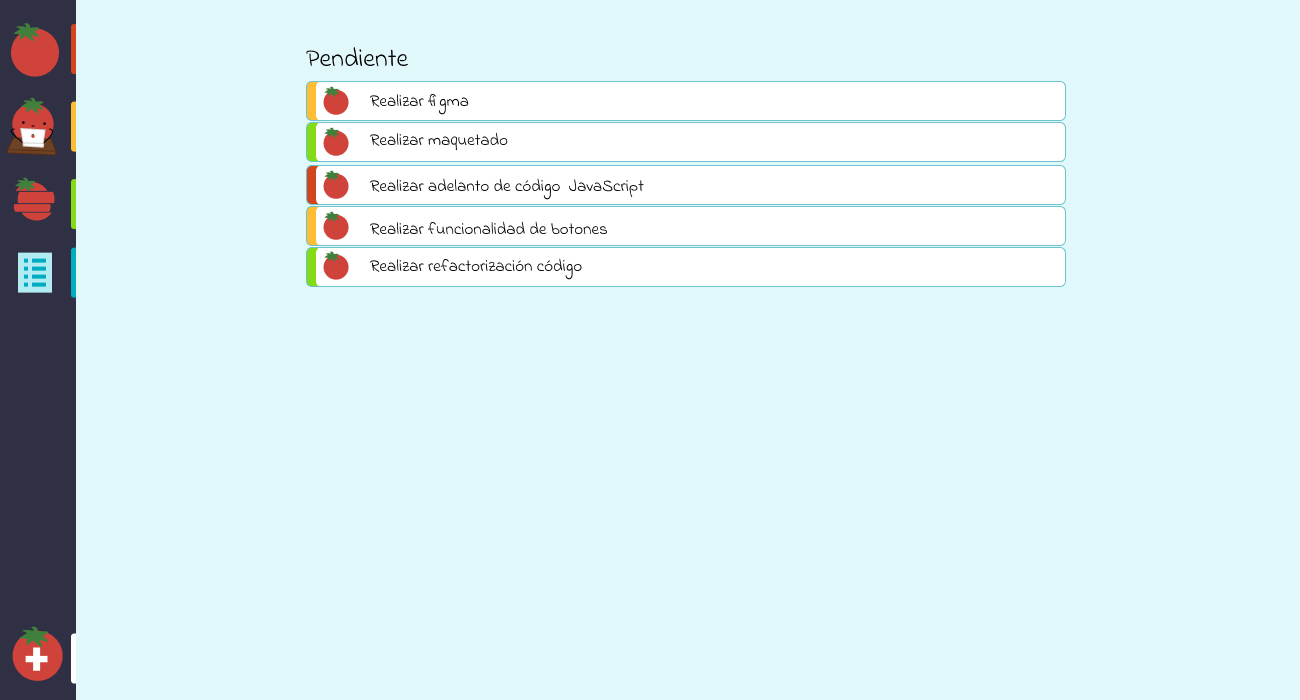 Pendiente
Realizar figma
Realizar maquetado
Realizar adelanto de código JavaScript
Realizar funcionalidad de botones
Realizar refactorización código